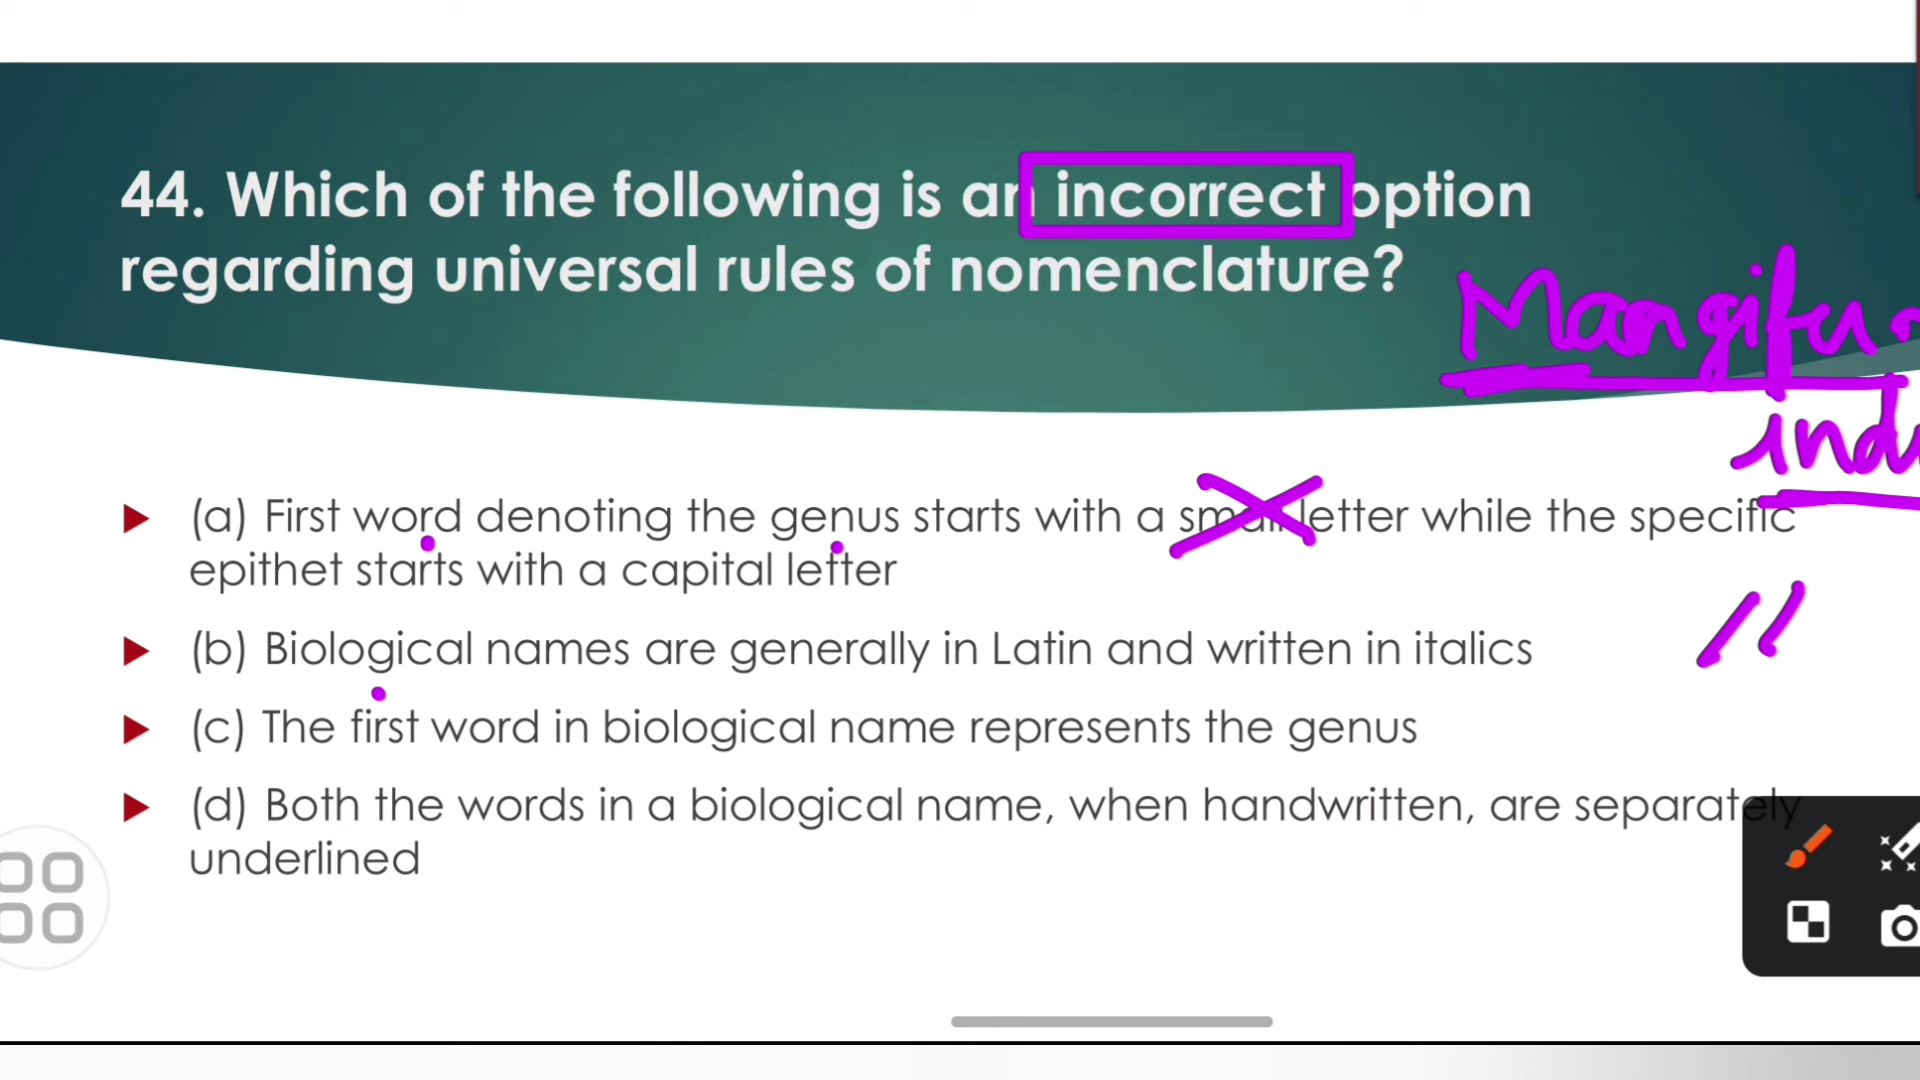 44. Which of the following is an incorrect option
regarding universal rules of nomenclature?
(a) First word denoting the genus starts with a small letter while the specific
epithet starts with a capital letter
(b) Biological names are generally in Latin and written in italics
(c) The first word in biological name represents the genus
(d) Both the words in a biological name, when handwritten, are separately
underlined